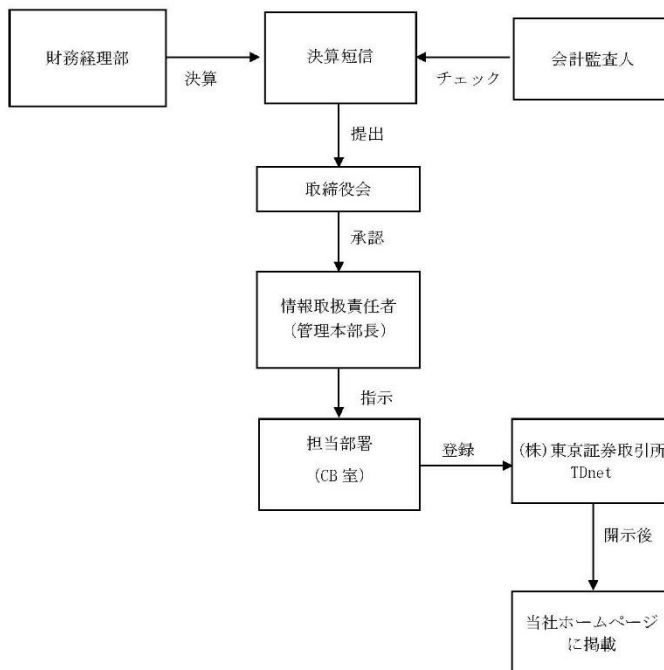 財務経理部
決算
決算短信
チェック
会計監査人
提出
取締役会
承認
情報取扱責任者
(管理本部長)
指示
担当部署
(CB 室)
登録
(株)東京証券取引所
TDnet
開示後
当社ホームページ
に掲載